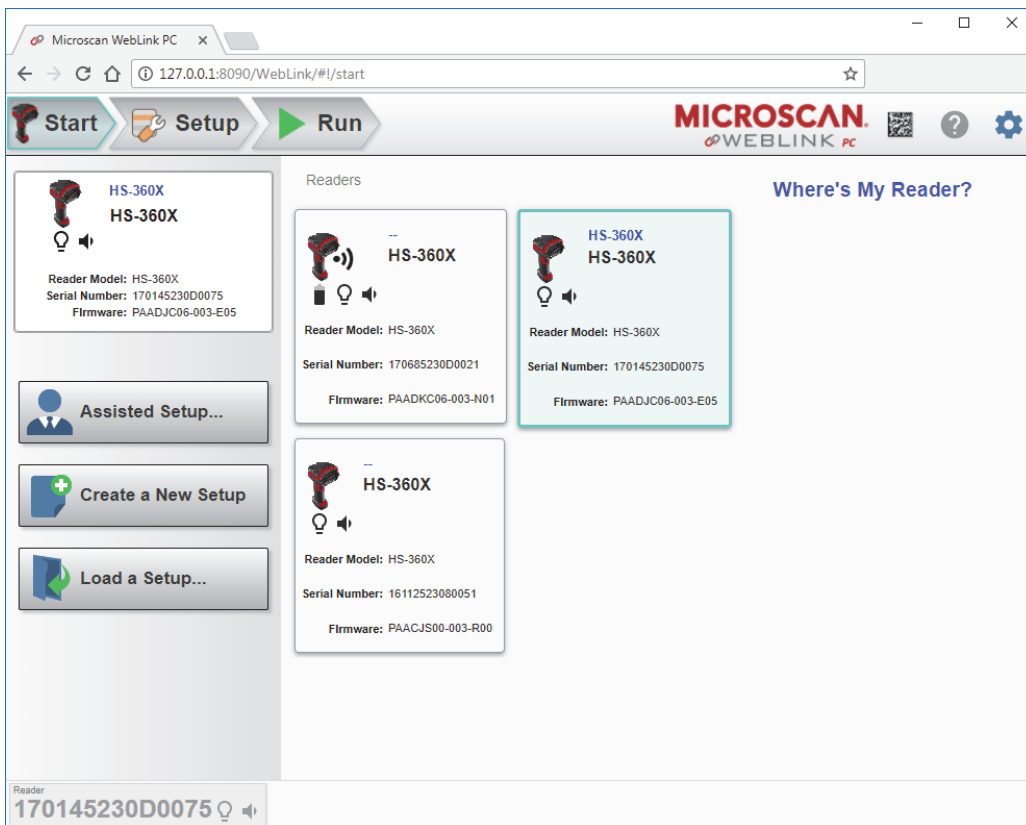 Microscan WebLink PC
127.0.0.1:8090/WebLink/#!/start
Start Setup Run
MICROSCAN.
WEBLINK PC
HS-360X
HS-360X
Reader Model: HS-360X
Serial Number: 170145230D0075
FIrmware: PAADJC06-003-E05
Assisted Setup...
Create a New Setup
Load a Setup...
Readers
Where's My Reader?
--
HS-360X
Reader Model: HS-360X
Serial Number: 170685230D0021
FIrmware: PAADKC06-003-N01
HS-360X
HS-360X
Reader Model: HS-360X
Serial Number: 170145230D0075
FIrmware: PAADJC06-003-E05
--
HS-360X
Reader Model: HS-360X
Serial Number: 16112523080051
FIrmware: PAACJS00-003-R00
Reader
170145230D0075